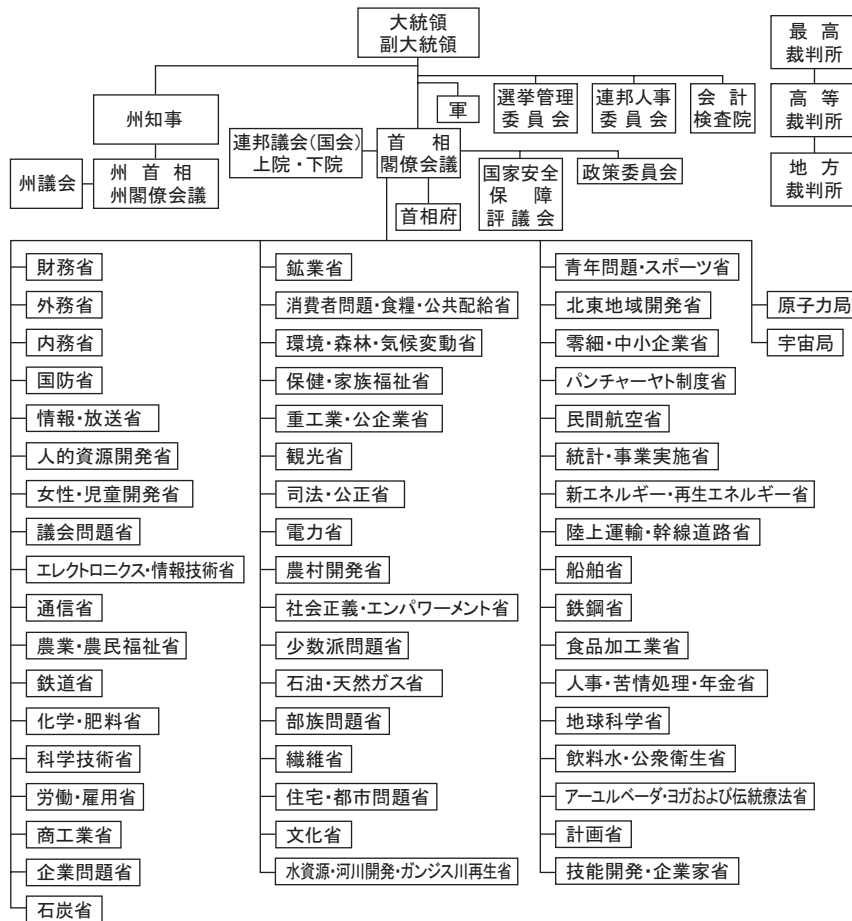 大統領
副大統領
最高
裁判所
州知事
軍
選挙管理
委員会
連邦人事
委員会
会計
検査院
高等
裁判所
連邦議会(国会)
上院・下院
首相
閣僚会議
州議会
州首相
州閣僚会議
国家安全
保障
評議会
政策委員会
地方
裁判所
首相府
財務省
外務省
内務省
国防省
情報・放送省
人的資源開発省
女性・児童開発省
議会問題省
エレクトロニクス・情報技術省
通信省
農業・農民福祉省
鉄道省
化学・肥料省
科学技術省
労働・雇用省
商工業省
企業問題省
石炭省
鉱業省
消費者問題・食糧・公共配給省
環境・森林・気候変動省
保健・家族福祉省
重工業・公企業省
観光省
司法・公正省
電力省
農村開発省
社会正義・エンパワーメント省
少数派問題省
石油・天然ガス省
部族問題省
繊維省
住宅・都市問題省
文化省
水資源・河川開発・ガンジス川再生省
青年問題・スポーツ省
北東地域開発省
零細・中小企業省
パンチャーヤト制度省
民間航空省
統計・事業実施省
新エネルギー・再生エネルギー省
陸上運輸・幹線道路省
船舶省
鉄鋼省
食品加工業省
人事・苦情処理・年金省
地球科学省
飲料水・公衆衛生省
アーユルベーダ・ヨガおよび伝統療法省
計画省
技能開発・企業家省
原子力局
宇宙局